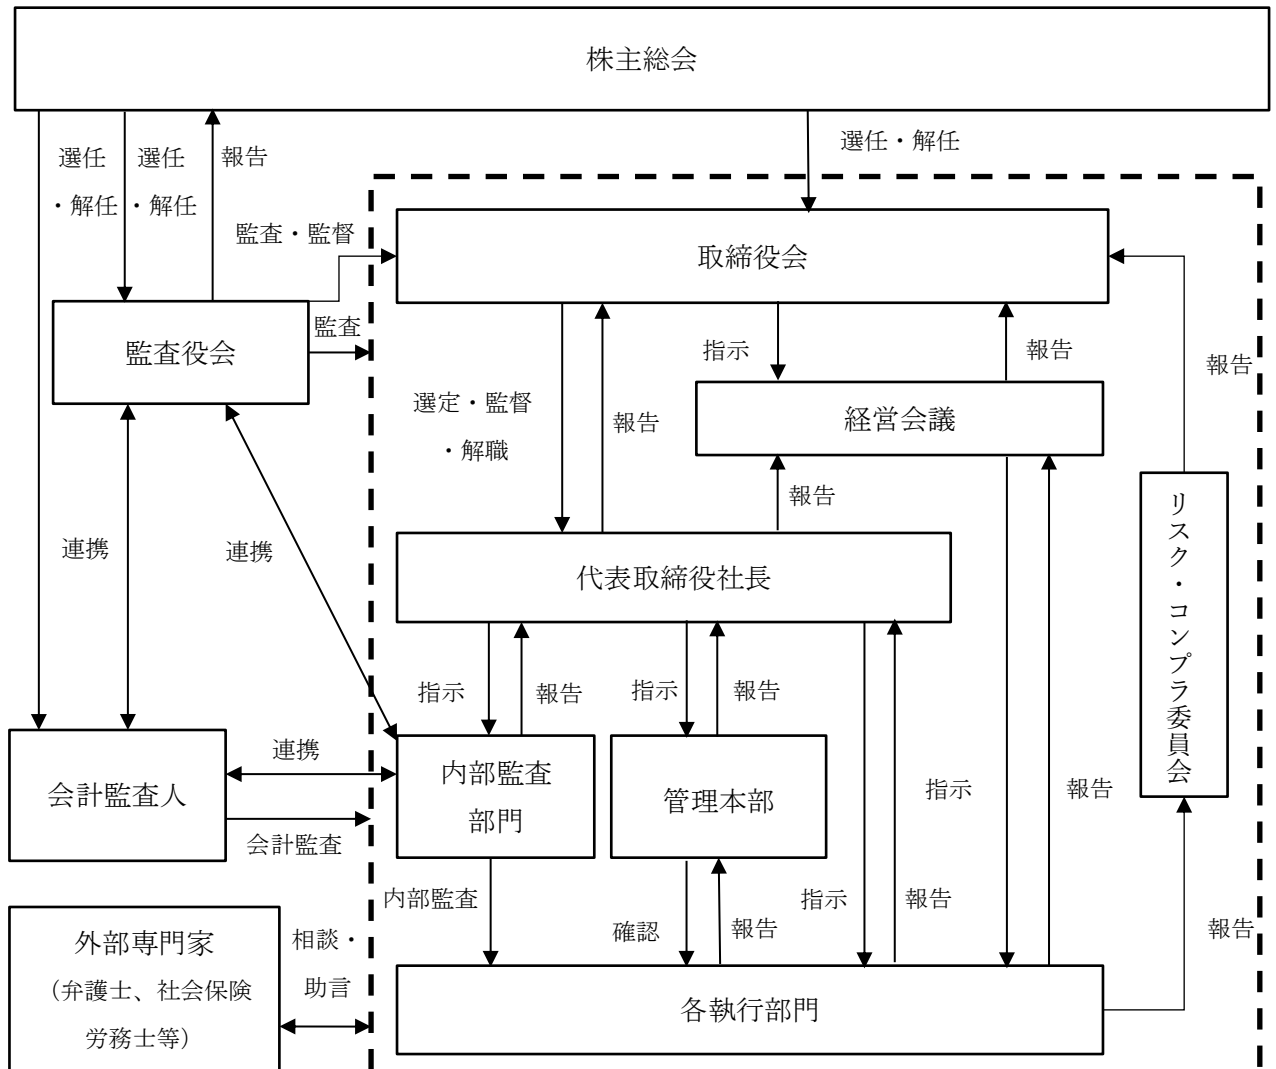 株主総会
選任
・解任
選任
・解任
報告
選任・解任
監査・監督
取締役会
監査役会
監査
指示
報告
報告
選定・監督
・解職
報告
経営会議
報告
リスク・コンプラ委員会
連携
連携
代表取締役社長
指示
報告
指示
報告
連携
会計監査人
会計監査
内部監査
部門
管理本部
指示
報告
内部監査
確認
報告
指示
報告
報告
外部専門家
（弁護士、社会保険
労務士等）
相談・
助言
各執行部門